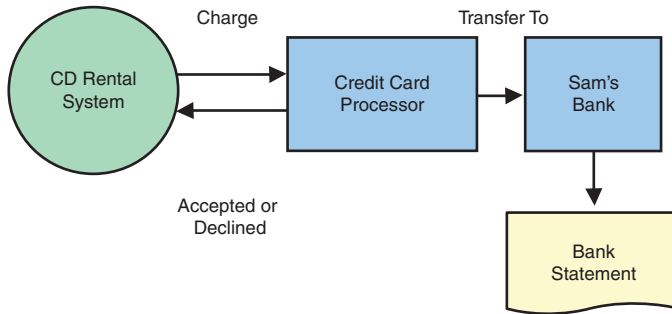 Charge
Transfer To
CD Rental
System
Credit Card
Processor
Sam's
Bank
Accepted or
Declined
Bank
Statement